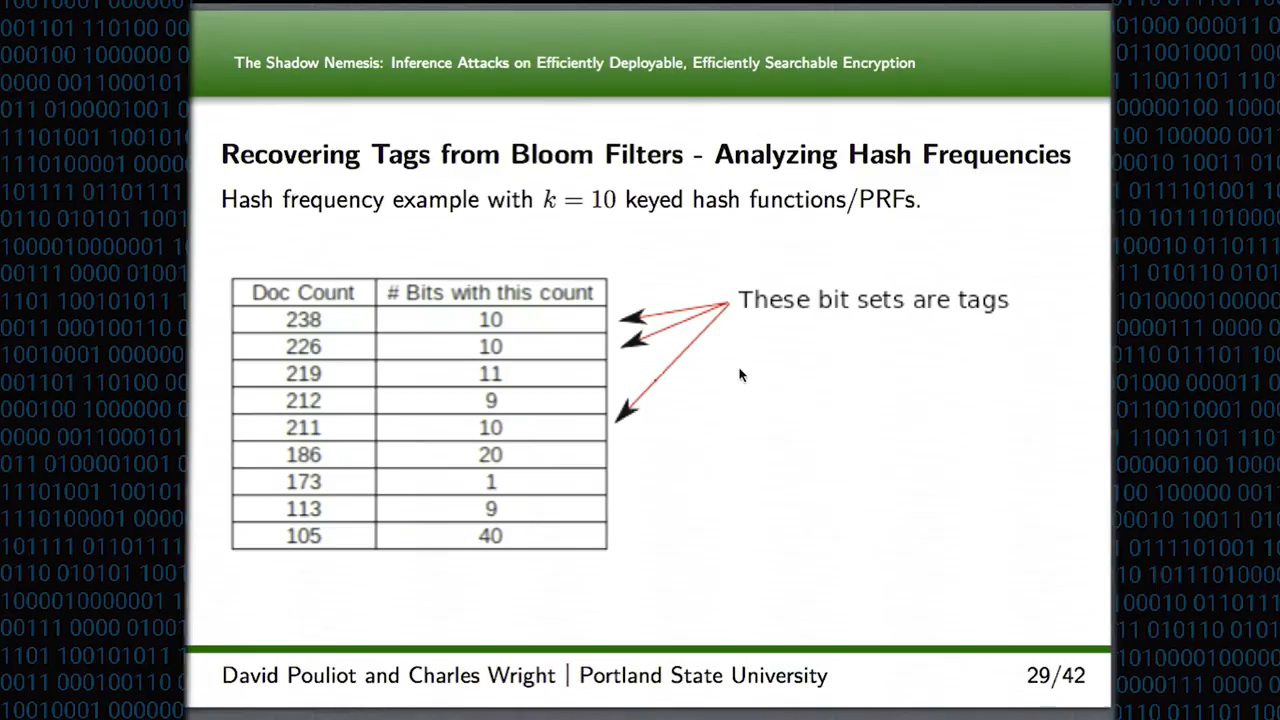 The Shadow Nemesis: Inference Attacks on Efficiently Deployable, Efficiently Searchable Encryption
Recovering Tags from Bloom Filters - Analyzing Hash Frequencies
Hash frequency example with k = 10 keyed hash functions/PRFs.
Doc Count # Bits with this count
238 10
226 10
219 11
212 9
211 10
186 20
173 1
113 9
105 40
These bit sets are tags
David Pouliot and Charles Wright | Portland State University 29/42